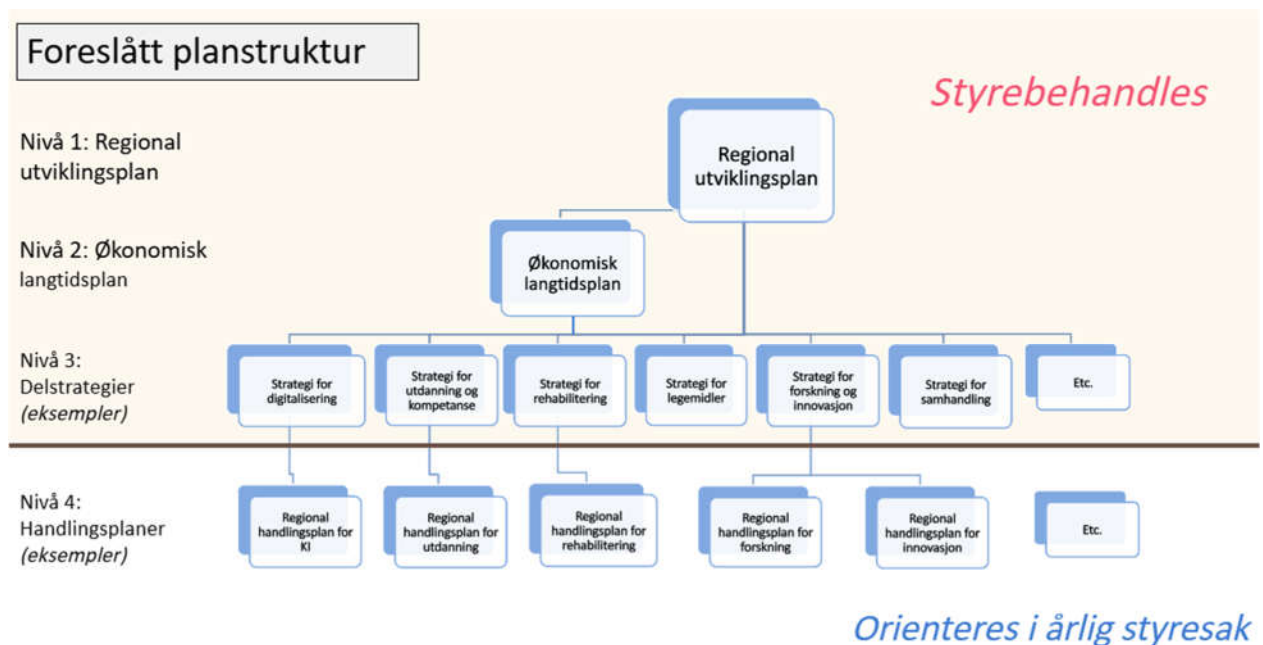 Foreslått planstruktur
Styrebehandles
Nivå 1: Regional
utviklingsplan
Regional
utviklingsplan
Nivå 2: Økonomisk
langtidsplan
Økonomisk
langtidsplan
Nivå 3:
Delstrategier
(eksempler)
Strategi for
digitalisering
Strategi for
utdanning og
kompetanse
Strategi for
rehabilitering
Strategi for
legemidler
Strategi for
forskning og
innovasjon
Strategi for
samhandling
Etc.
Nivå 4:
Handlingsplaner
(eksempler)
Regional
handlingsplan for
KI
Regional
handlingsplan for
utdanning
Regional
handlingsplan for
rehabilitering
Regional
handlingsplan for
forskning
Regional
handlingsplan for
innovasjon
Etc.
Orienteres i årlig styresak